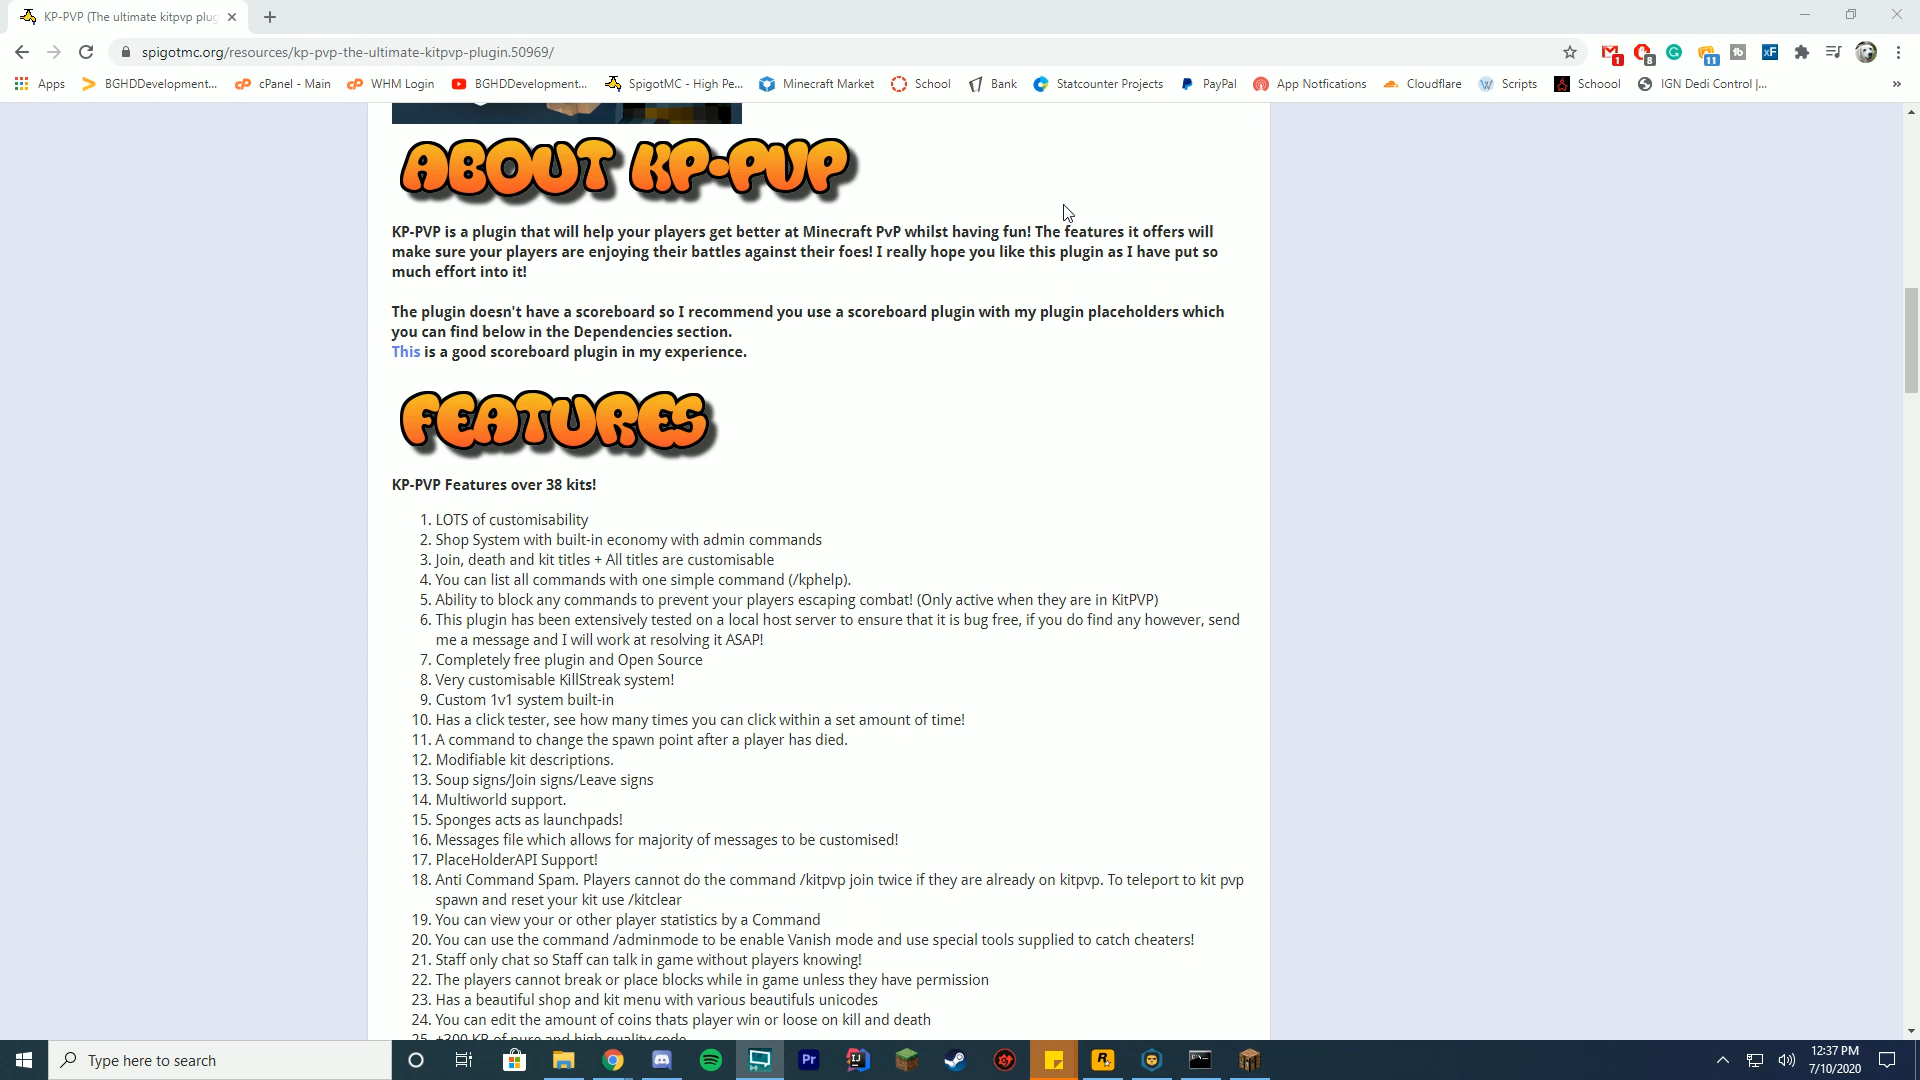 KP-PVP (The ultimate kitpvp plug
spigotmc.org/resources/kp-pvp-the-ultimate-kitpvp-plugin.50969/
1 8 11 fb xF
Apps BGHDDevelopment... cPanel - Main WHM Login BGHDDevelopment... SpigotMC - High Pe... Minecraft Market School Bank Statcounter Projects PayPal App Notfications Cloudflare Scripts Schoool IGN Dedi Control |... »
ABOUT KP-PVP
KP-PVP is a plugin that will help your players get better at Minecraft PvP whilst having fun! The features it offers will
make sure your players are enjoying their battles against their foes! I really hope you like this plugin as I have put so
much effort into it!
The plugin doesn't have a scoreboard so I recommend you use a scoreboard plugin with my plugin placeholders which
you can find below in the Dependencies section.
This is a good scoreboard plugin in my experience.
FEATURES
KP-PVP Features over 38 kits!
1. LOTS of customisability
2. Shop System with built-in economy with admin commands
3. Join, death and kit titles + All titles are customisable
4. You can list all commands with one simple command (/kphelp).
5. Ability to block any commands to prevent your players escaping combat! (Only active when they are in KitPVP)
6. This plugin has been extensively tested on a local host server to ensure that it is bug free, if you do find any however, send
me a message and I will work at resolving it ASAP!
7. Completely free plugin and Open Source
8. Very customisable KillStreak system!
9. Custom 1v1 system built-in
10. Has a click tester, see how many times you can click within a set amount of time!
11. A command to change the spawn point after a player has died.
12. Modifiable kit descriptions.
13. Soup signs/Join signs/Leave signs
14. Multiworld support.
15. Sponges acts as launchpads!
16. Messages file which allows for majority of messages to be customised!
17. PlaceHolderAPI Support!
18. Anti Command Spam. Players cannot do the command /kitpvp join twice if they are already on kitpvp. To teleport to kit pvp
spawn and reset your kit use /kitclear
19. You can view your or other player statistics by a Command
20. You can use the command /adminmode to be enable Vanish mode and use special tools supplied to catch cheaters!
21. Staff only chat so Staff can talk in game without players knowing!
22. The players cannot break or place blocks while in game unless they have permission
23. Has a beautiful shop and kit menu with various beautifuls unicodes
24. You can edit the amount of coins thats player win or loose on kill and death
25. +300 KB of pure and high quality code
Type here to search
Pr IJ R
12:37 PM
7/10/2020